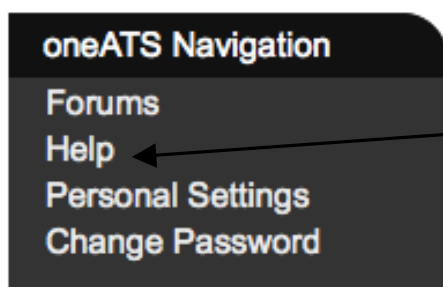 oneATS Navigation
Forums
Help
Personal Settings
Change Password